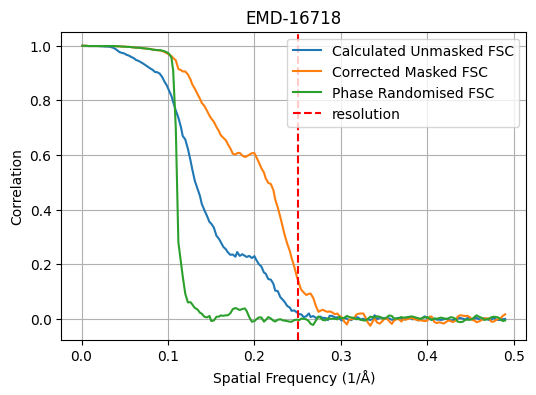 EMD-16718
Calculated Unmasked FSC
Corrected Masked FSC
Phase Randomised FSC
resolution
Correlation
1.0
0.8
0.6
0.4
0.2
0.0
0.0 0.1 0.2 0.3 0.4 0.5
Spatial Frequency (1/Å)